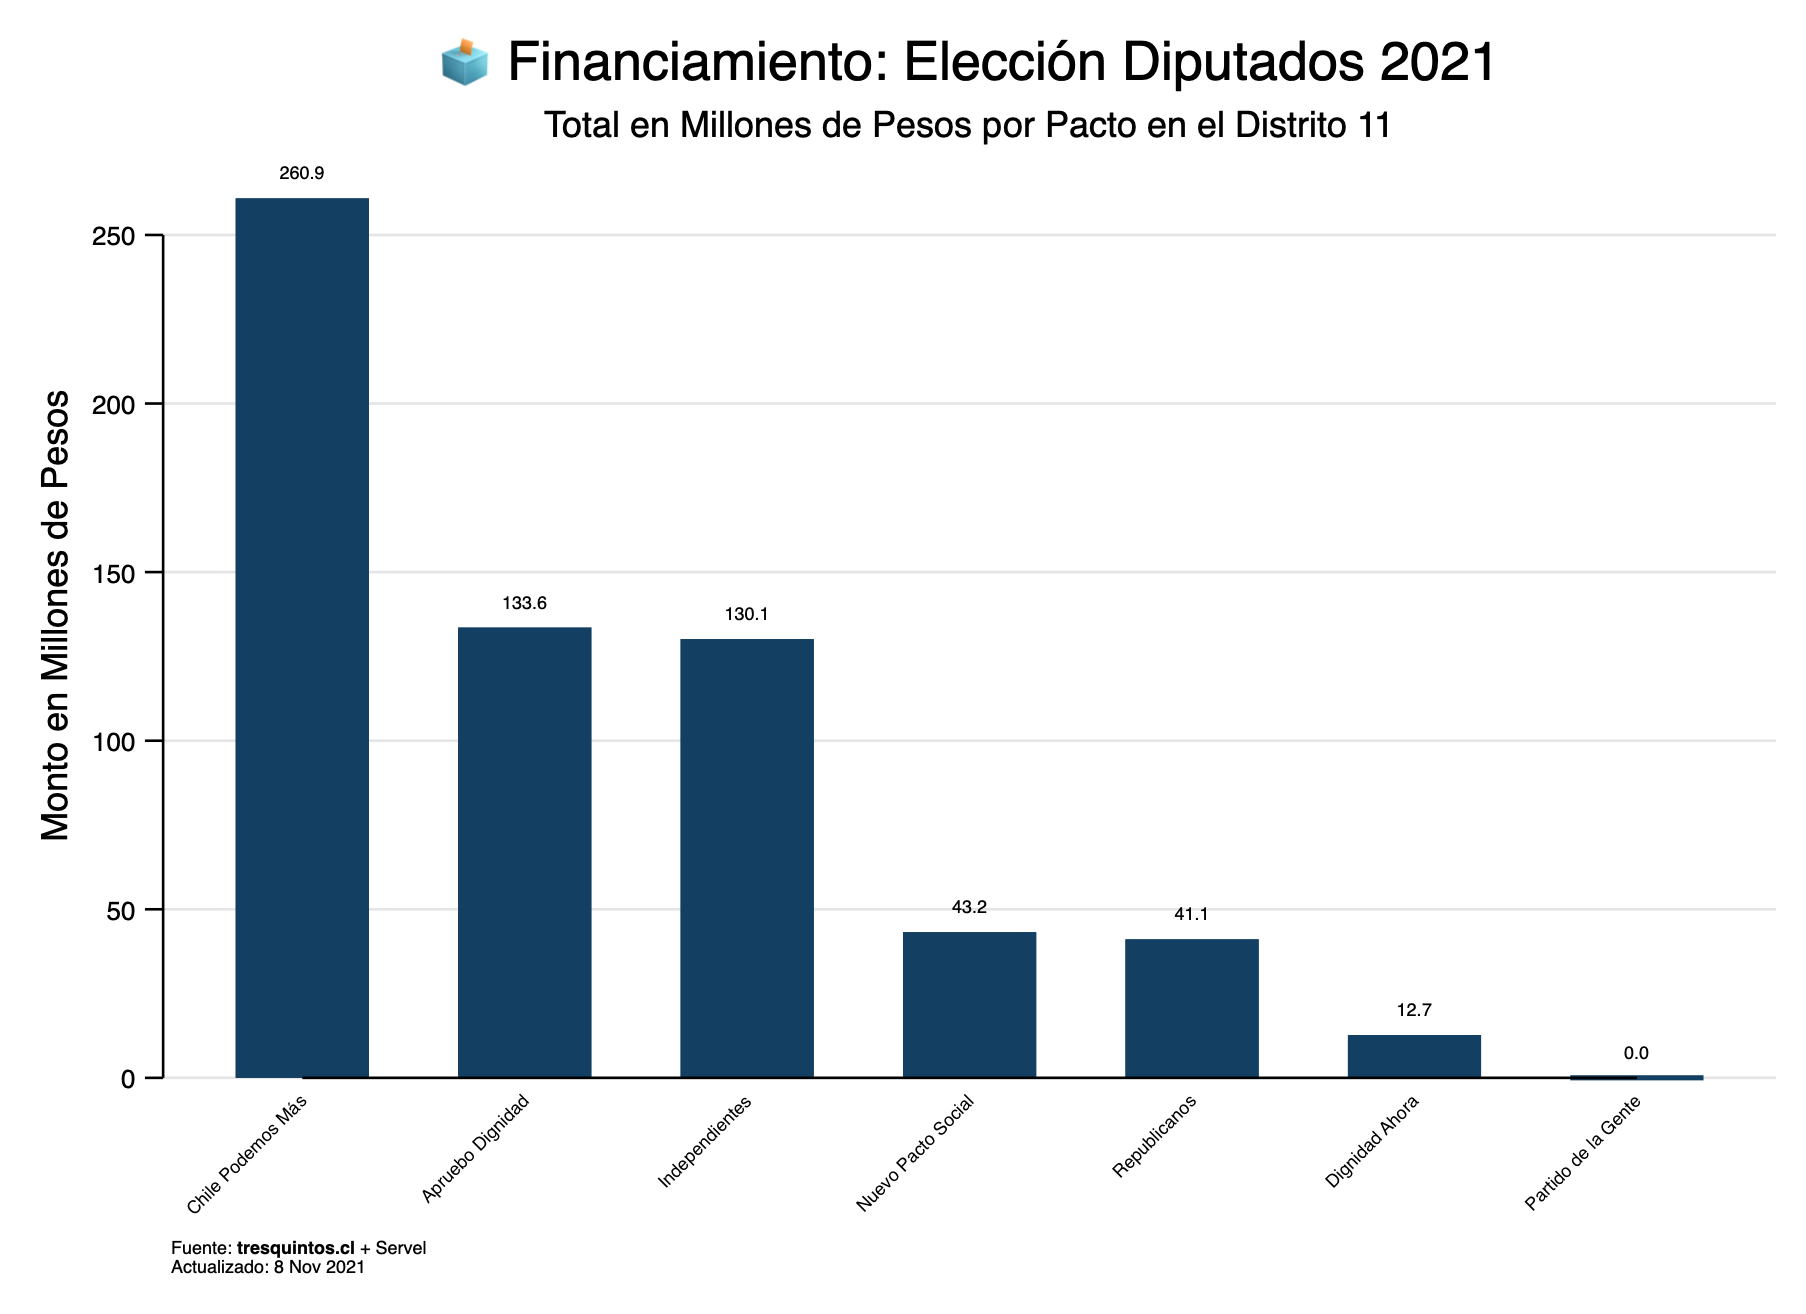 Financiamiento: Elección Diputados 2021
Total en Millones de Pesos por Pacto en el Distrito 11
Monto en Millones de Pesos
250
200
150
100
50
0
260.9
133.6
130.1
43.2
41.1
12.7
0.0
Chile Podemos Más
Apruebo Dignidad
Independientes
Nuevo Pacto Social
Republicanos
Dignidad Ahora
Partido de la Gente
Fuente: tresquintos.cl + Servel
Actualizado: 8 Nov 2021